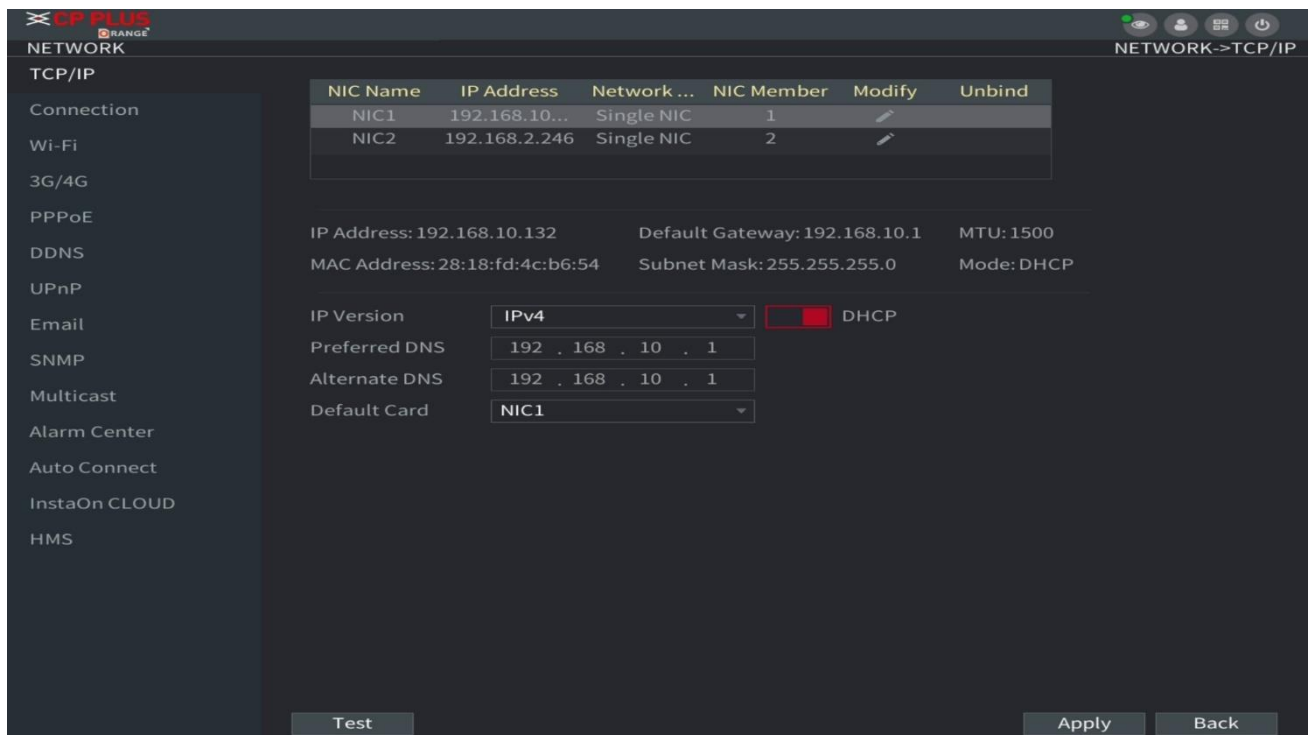 CP PLUS
ORANGE
NETWORK
NETWORK->TCP/IP
TCP/IP
Connection
Wi-Fi
3G/4G
PPPoE
DDNS
UPnP
Email
SNMP
Multicast
Alarm Center
Auto Connect
InstaOn CLOUD
HMS
NIC Name IP Address Network ... NIC Member Modify Unbind
NIC1 192.168.10... Single NIC 1
NIC2 192.168.2.246 Single NIC 2
IP Address: 192.168.10.132 Default Gateway: 192.168.10.1 MTU: 1500
MAC Address: 28:18:fd:4c:b6:54 Subnet Mask: 255.255.255.0 Mode: DHCP
IP Version IPv4 DHCP
Preferred DNS 192 . 168 . 10 . 1
Alternate DNS 192 . 168 . 10 . 1
Default Card NIC1
Test Apply Back